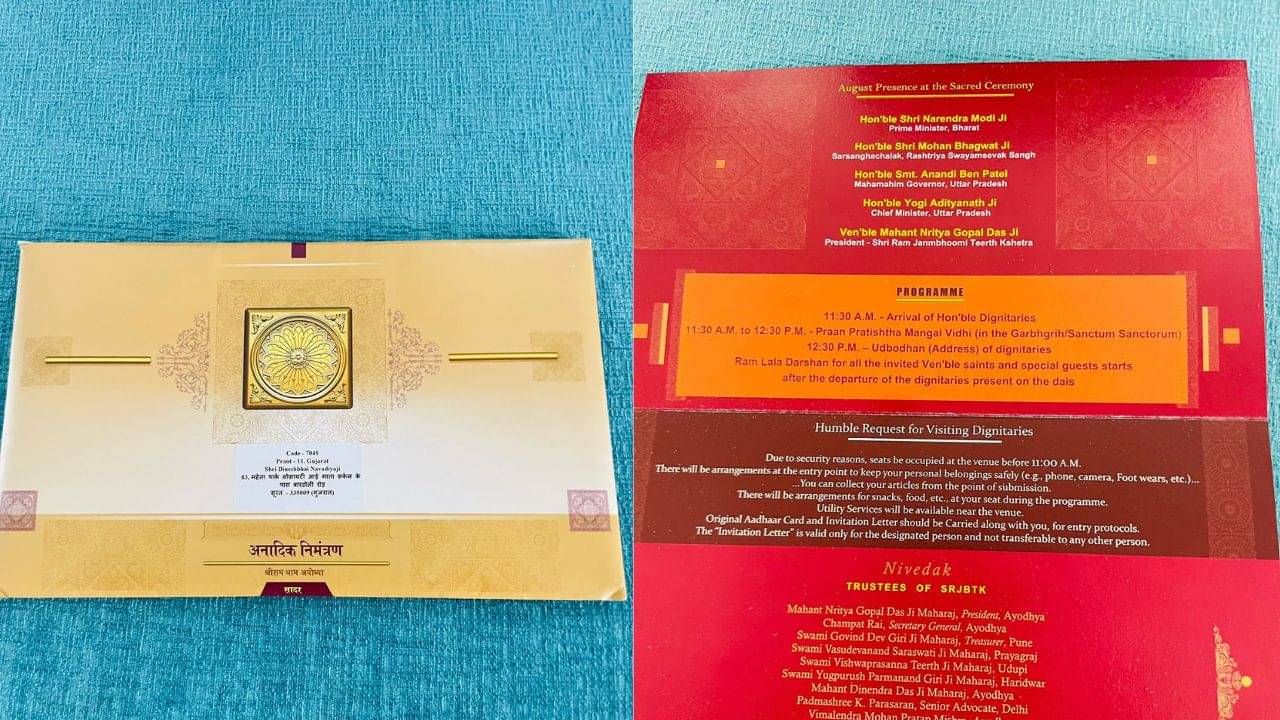 Code - 7045
Prant - 11. Gujarat
Shri Dineshbhai Navadiyaji
83, महेता पार्क सोसायटी आई माता सर्कल के
पास बारडोली रोड
सूरत - 335009 (गुजरात)
अनादिक निमंत्रण
श्रीराम धाम अयोध्या
सादर
August Presence at the Sacred Ceremony
Hon'ble Shri Narendra Modi Ji
Prime Minister, Bharat
Hon'ble Shri Mohan Bhagwat Ji
Sarsanghachalak, Rashtriya Swayamsevak Sangh
Hon'ble Smt. Anandi Ben Patel
Mahamahim Governor, Uttar Pradesh
Hon'ble Yogi Adityanath Ji
Chief Minister, Uttar Pradesh
Ven'ble Mahant Nritya Gopal Das Ji
President - Shri Ram Janmbhoomi Teerth Kshetra
PROGRAMME
11:30 A.M. - Arrival of Hon'ble Dignitaries
11:30 A.M. to 12:30 P.M. - Praan Pratishtha Mangal Vidhi (in the Garbhgrih/Sanctum Sanctorum)
12:30 P.M. – Udbodhan (Address) of dignitaries
Ram Lala Darshan for all the invited Ven'ble saints and special guests starts
after the departure of the dignitaries present on the dais
Humble Request for Visiting Dignitaries
Due to security reasons, seats be occupied at the venue before 11:00 A.M.
There will be arrangements at the entry point to keep your personal belongings safely (e.g., phone, camera, Foot wears, etc.)...
...You can collect your articles from the point of submission.
There will be arrangements for snacks, food, etc., at your seat during the programme.
Utility Services will be available near the venue.
Original Aadhaar Card and Invitation Letter should be Carried along with you, for entry protocols.
The "Invitation Letter" is valid only for the designated person and not transferable to any other person.
Nivedak
TRUSTEES OF SRJBTK
Mahant Nritya Gopal Das Ji Maharaj, President, Ayodhya
Champat Rai, Secretary General, Ayodhya
Swami Govind Dev Giri Ji Maharaj, Treasurer, Pune
Swami Vasudevanand Saraswati Ji Maharaj, Prayagraj
Swami Vishwaprasanna Teerth Ji Maharaj, Udupi
Swami Yugpurush Parmanand Giri Ji Maharaj, Haridwar
Mahant Dinendra Das Ji Maharaj, Ayodhya
Padmashree K. Parasaran, Senior Advocate, Delhi
Vimalendra Mohan Pratap